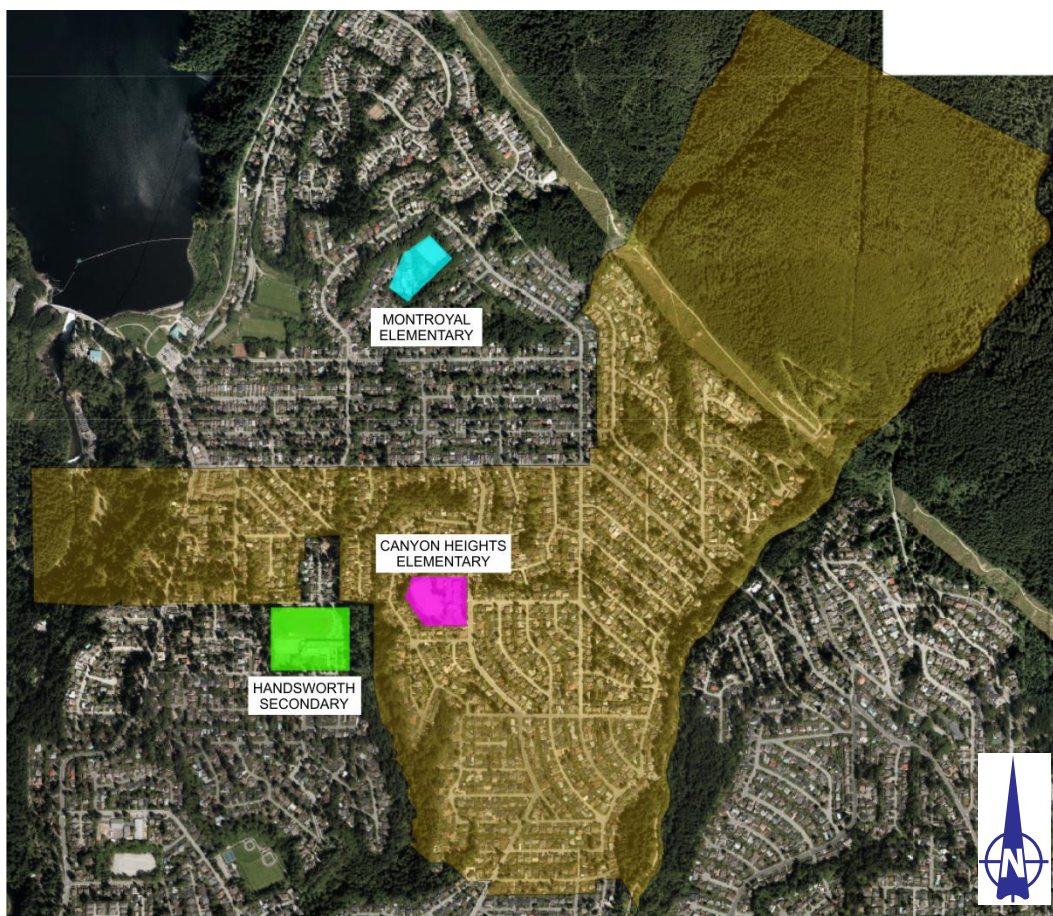 MONTROYAL
ELEMENTARY
CANYON HEIGHTS
ELEMENTARY
HANDSWORTH
SECONDARY
N